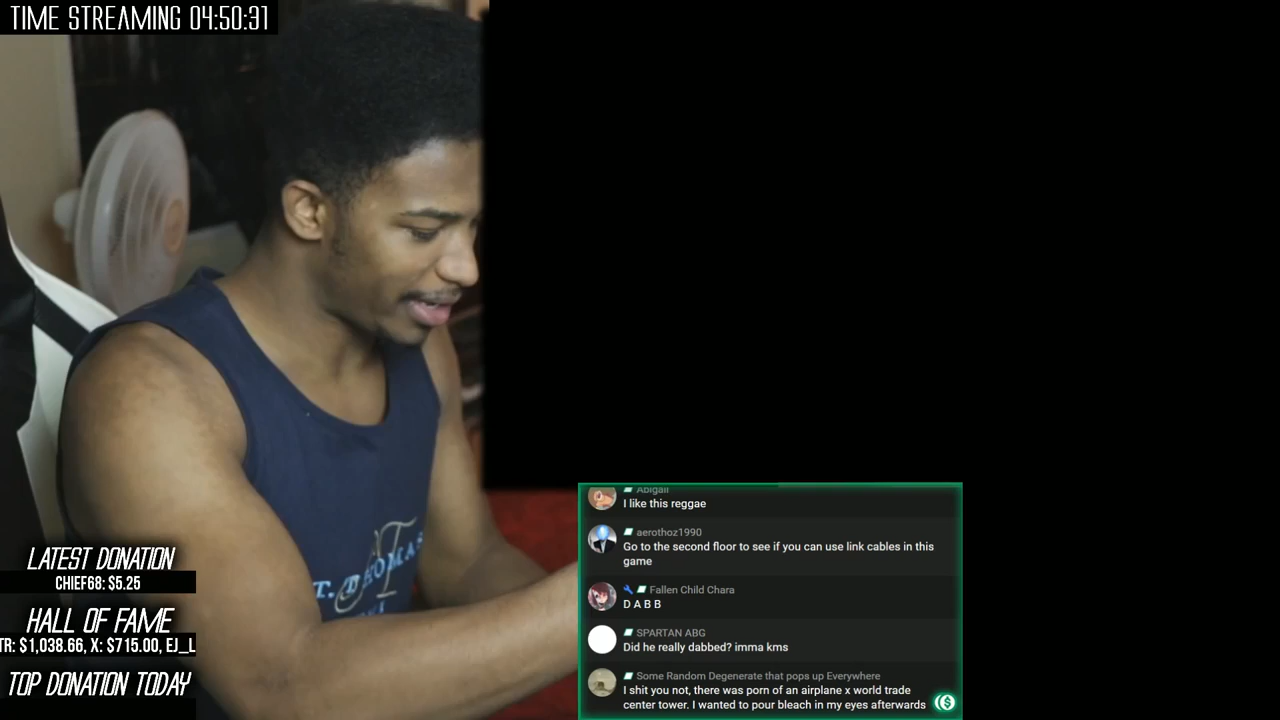 TIME STREAMING 04:50:31
Abigail
I like this reggae
aerothoz1990
Go to the second floor to see if you can use link cables in this
game
Fallen Child Chara
D A B B
SPARTAN ABG
Did he really dabbed? imma kms
Some Random Degenerate that pops up Everywhere
I shit you not, there was porn of an airplane x world trade
center tower. I wanted to pour bleach in my eyes afterwards
LATEST DONATION
CHIEF68: $5.25
HALL OF FAME
TR: $1,038.66, X: $715.00, EJ_L
TOP DONATION TODAY
T. THOMAS